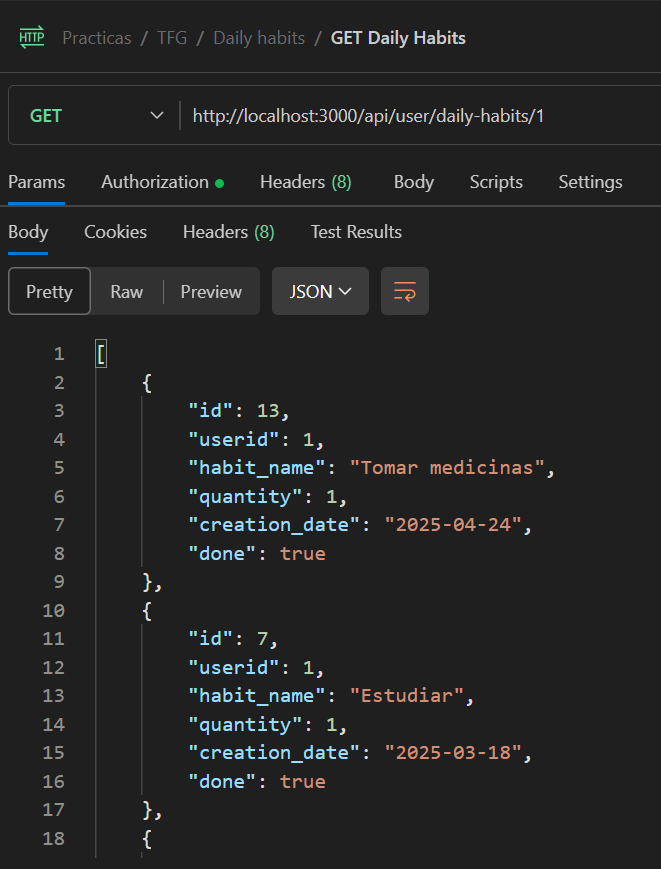 HTTP Practicas / TFG / Daily habits / GET Daily Habits
GET http://localhost:3000/api/user/daily-habits/1
Params Authorization Headers (8) Body Scripts Settings
Body Cookies Headers (8) Test Results
Pretty Raw Preview JSON
1 [
2 {
3 "id": 13,
4 "userid": 1,
5 "habit_name": "Tomar medicinas",
6 "quantity": 1,
7 "creation_date": "2025-04-24",
8 "done": true
9 },
10 {
11 "id": 7,
12 "userid": 1,
13 "habit_name": "Estudiar",
14 "quantity": 1,
15 "creation_date": "2025-03-18",
16 "done": true
17 },
18 {